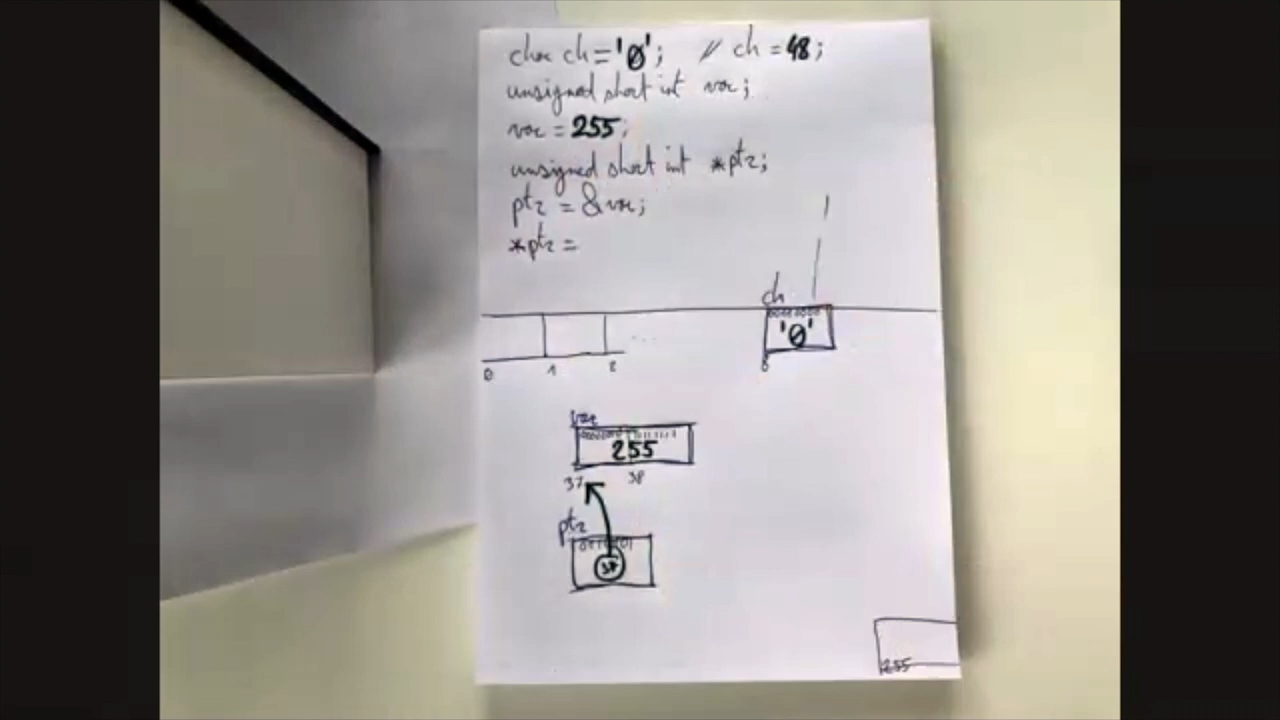 char ch = '0'; // ch = 48;
unsigned short int var;
var = 255;
unsigned short int *ptr;
ptr = &var;
*ptr =
ch
'0'
0 1 2
var
255
37 38
ptr
37
255